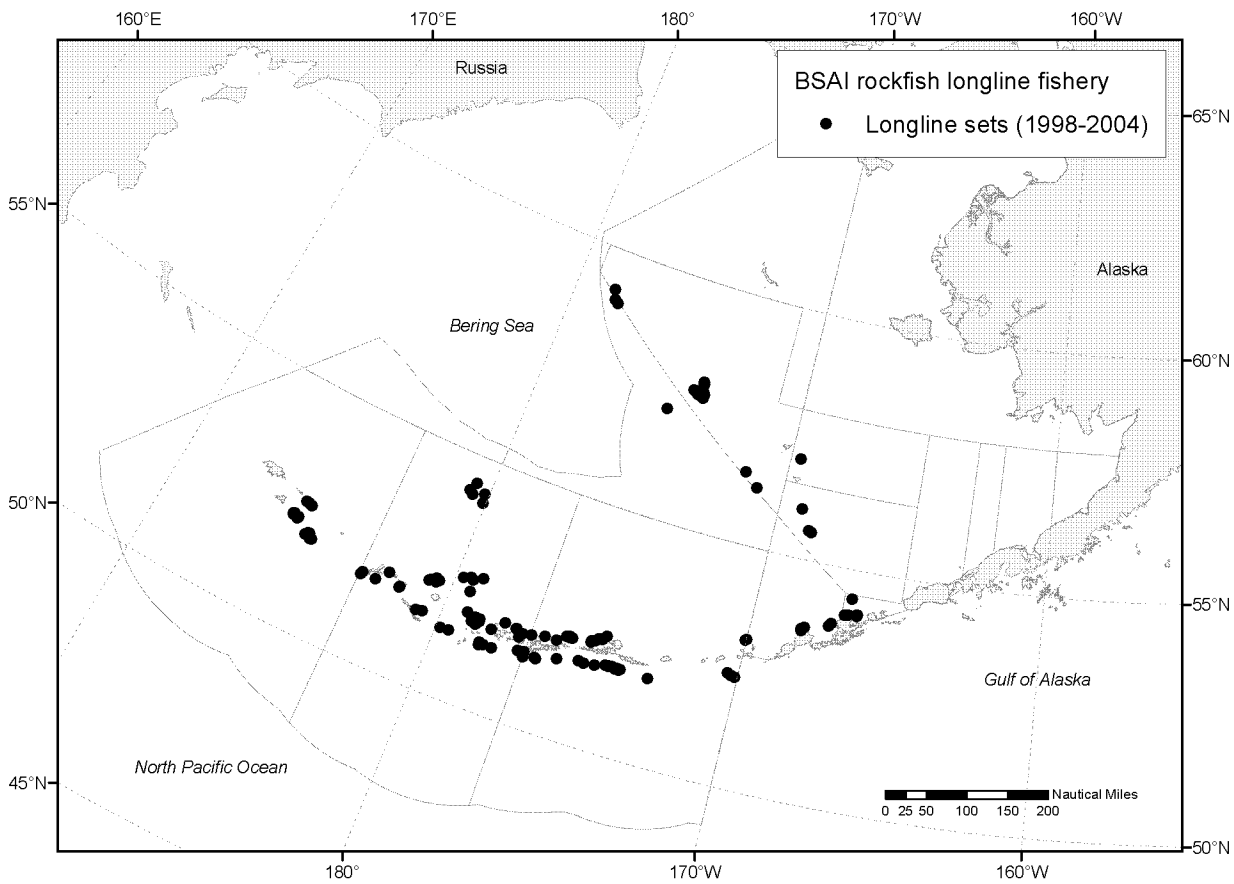 160°E 170°E 180° 170°W 160°W
Russia
BSAI rockfish longline fishery
Longline sets (1998-2004)
65°N
55°N
Alaska
Bering Sea
60°N
50°N
55°N
Gulf of Alaska
North Pacific Ocean
45°N
Nautical Miles
0 25 50 100 150 200
50°N
180° 170°W 160°W